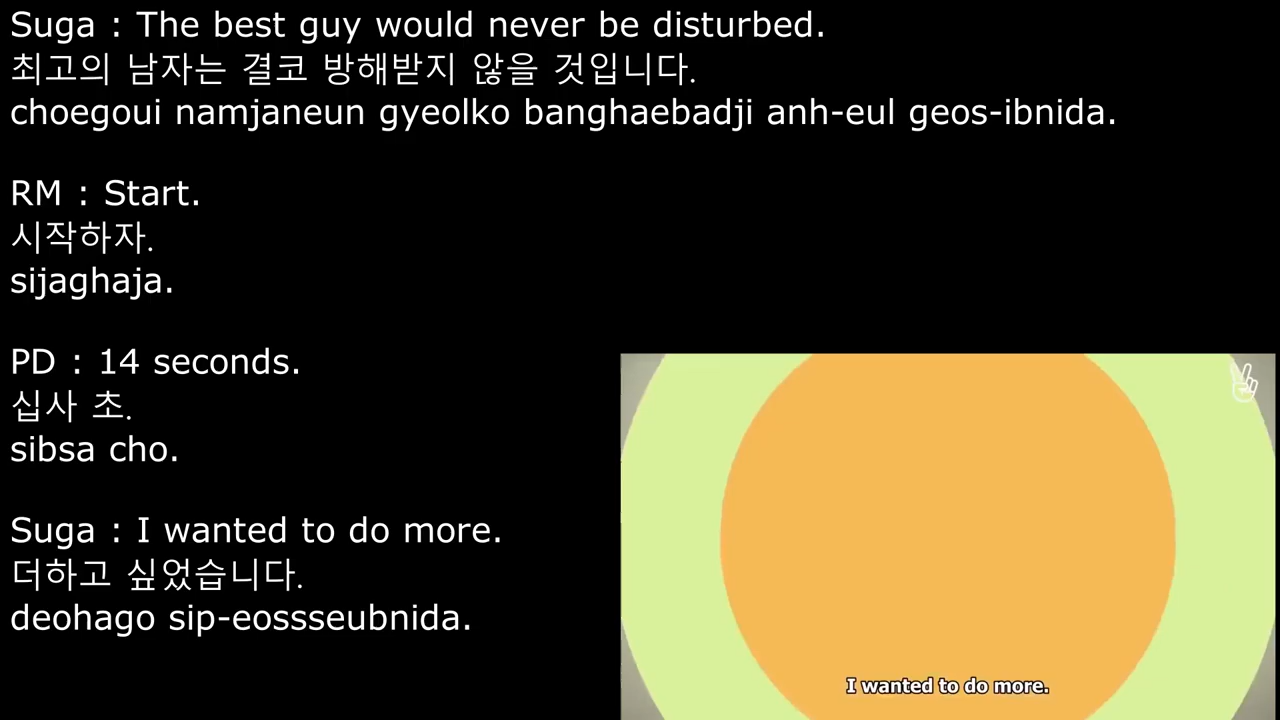 Suga : The best guy would never be disturbed.
최고의 남자는 결코 방해받지 않을 것입니다.
choegoui namjaneun gyeolko banghaebadji anh-eul geos-ibnida.
RM : Start.
시작하자.
sijaghaja.
PD : 14 seconds.
십사 초.
sibsa cho.
Suga : I wanted to do more.
더하고 싶었습니다.
deohago sip-eossseubnida.
I wanted to do more.